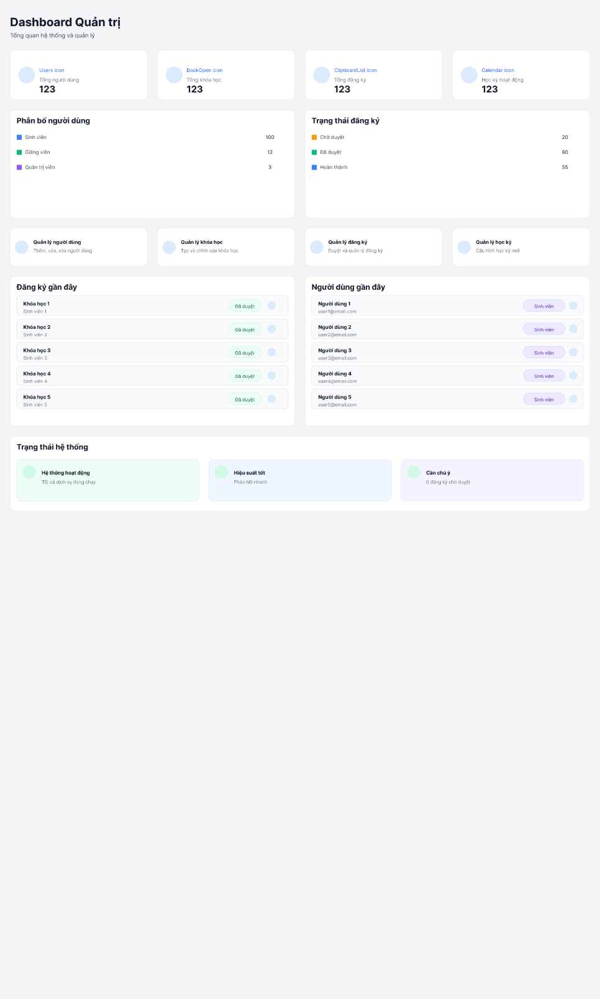 Dashboard Quản trị
Tổng quan hệ thống và quản lý
Users icon
Tổng người dùng
123
BookOpen icon
Tổng khóa học
123
ClipboardList icon
Tổng đăng ký
123
Calendar icon
Học kỳ hoạt động
123
Phân bố người dùng
Sinh viên 100
Giảng viên 12
Quản trị viên 3
Trạng thái đăng ký
Chờ duyệt 20
Đã duyệt 80
Hoàn thành 55
Quản lý người dùng
Thêm, sửa, xóa người dùng
Quản lý khóa học
Tạo và chỉnh sửa khóa học
Quản lý đăng ký
Duyệt và quản lý đăng ký
Quản lý học kỳ
Cấu hình học kỳ mới
Đăng ký gần đây
Khóa học 1
Sinh viên 1
Đã duyệt
Khóa học 2
Sinh viên 2
Đã duyệt
Khóa học 3
Sinh viên 3
Đã duyệt
Khóa học 4
Sinh viên 4
Đã duyệt
Khóa học 5
Sinh viên 5
Đã duyệt
Người dùng gần đây
Người dùng 1
user1@email.com
Sinh viên
Người dùng 2
user2@email.com
Sinh viên
Người dùng 3
user3@email.com
Sinh viên
Người dùng 4
user4@email.com
Sinh viên
Người dùng 5
user5@email.com
Sinh viên
Trạng thái hệ thống
Hệ thống hoạt động
Tất cả dịch vụ đang chạy
Hiệu suất tốt
Phản hồi nhanh
Cần chú ý
0 đăng ký chờ duyệt